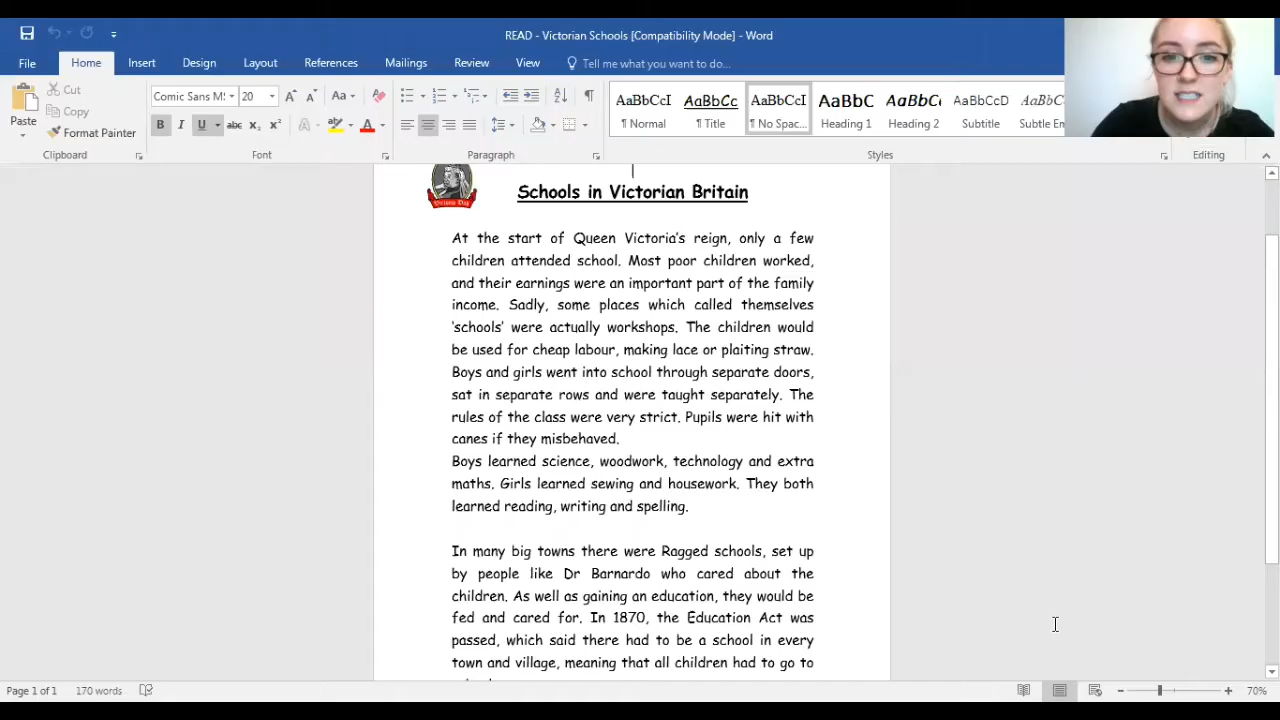 READ - Victorian Schools [Compatibility Mode] - Word
File Home Insert Design Layout References Mailings Review View Tell me what you want to do...
Paste
Cut
Copy
Format Painter
Clipboard
Comic Sans MS 20
Font
Paragraph
AaBbCcI AaBbCc AaBbCcI AaBbC AaBbC AaBbCcD AaBbCc
¶ Normal ¶ Title ¶ No Spac... Heading 1 Heading 2 Subtitle Subtle Em
Styles
Editing
Victoria Day
Schools in Victorian Britain
At the start of Queen Victoria's reign, only a few
children attended school. Most poor children worked,
and their earnings were an important part of the family
income. Sadly, some places which called themselves
'schools' were actually workshops. The children would
be used for cheap labour, making lace or plaiting straw.
Boys and girls went into school through separate doors,
sat in separate rows and were taught separately. The
rules of the class were very strict. Pupils were hit with
canes if they misbehaved.
Boys learned science, woodwork, technology and extra
maths. Girls learned sewing and housework. They both
learned reading, writing and spelling.
In many big towns there were Ragged schools, set up
by people like Dr Barnardo who cared about the
children. As well as gaining an education, they would be
fed and cared for. In 1870, the Education Act was
passed, which said there had to be a school in every
town and village, meaning that all children had to go to
Page 1 of 1 170 words
70%